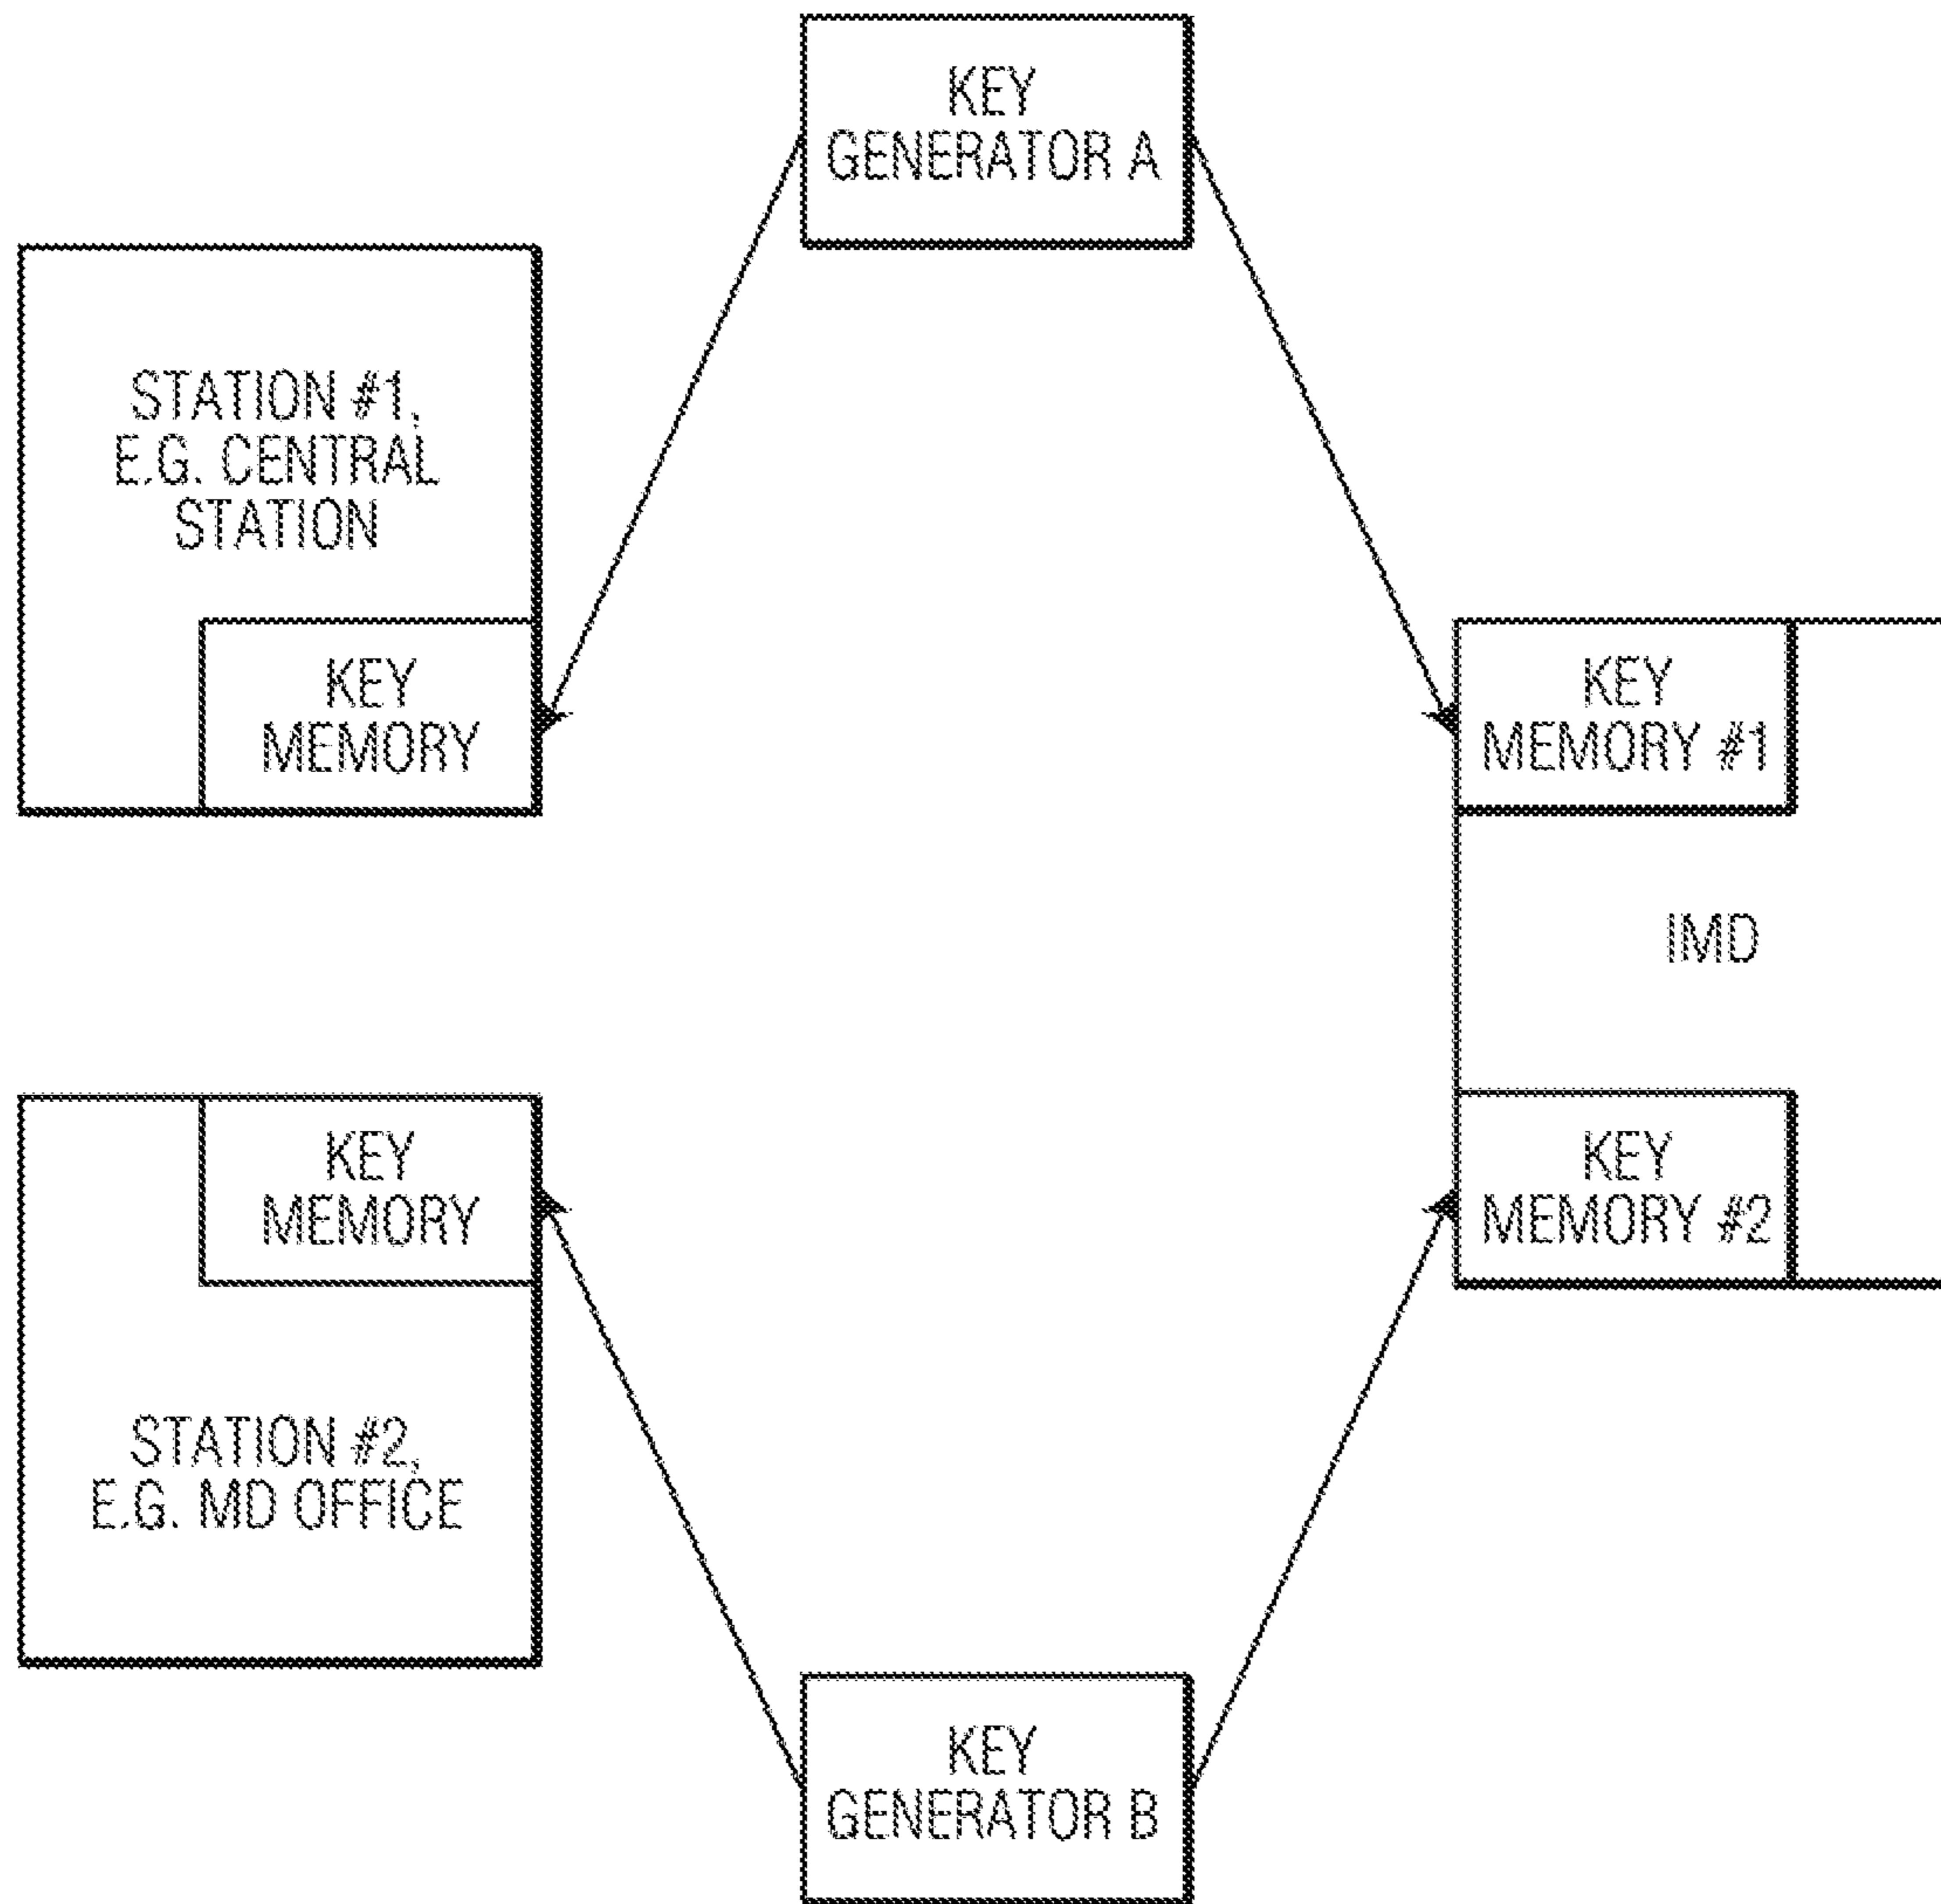 KEY
GENERATOR A
STATION #1,
E.G. CENTRAL
STATION
KEY
MEMORY
KEY
MEMORY #1
IMD
KEY
MEMORY
KEY
MEMORY #2
STATION #2,
E.G. MD OFFICE
KEY
GENERATOR B